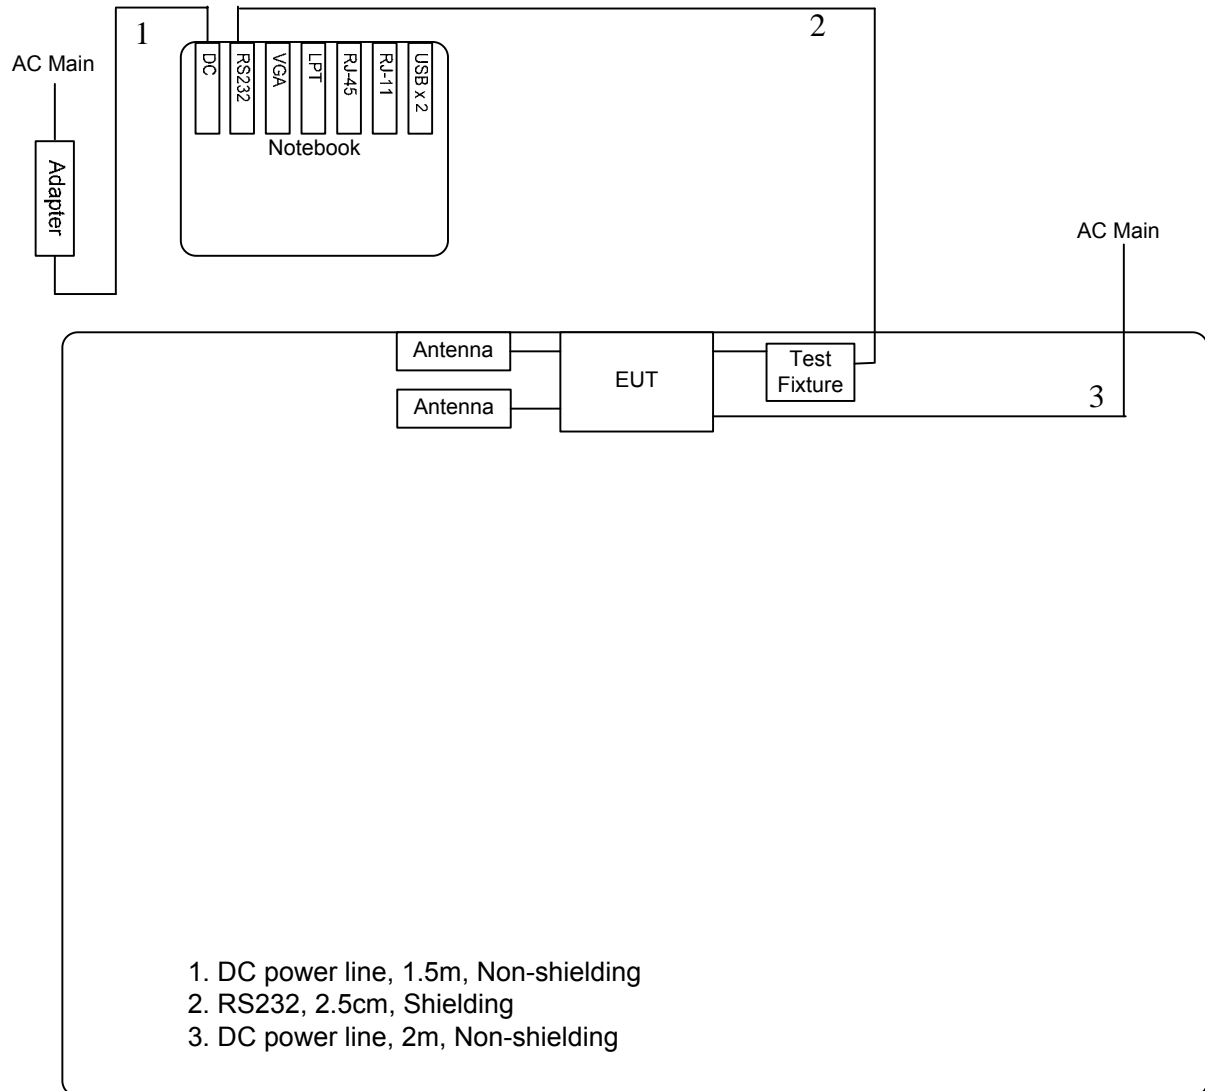 1
2
AC Main
DC
RS232
VGA
LPT
RJ-45
RJ-11
USB x 2
Notebook
Adapter
AC Main
Antenna
EUT
Test
Fixture
Antenna
3
1. DC power line, 1.5m, Non-shielding
2. RS232, 2.5cm, Shielding
3. DC power line, 2m, Non-shielding